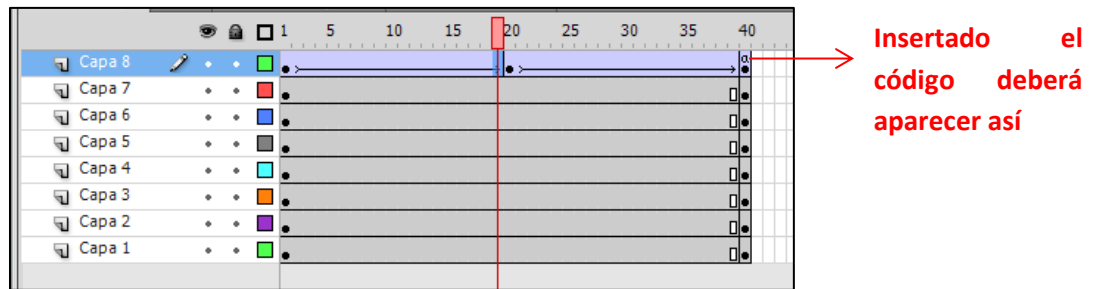 1 5 10 15 20 25 30 35 40
Capa 8
a
Capa 7
Capa 6
Capa 5
Capa 4
Capa 3
Capa 2
Capa 1
Insertado el
código deberá
aparecer así